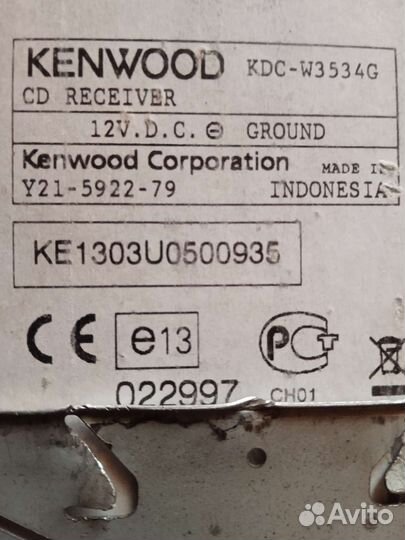 KENWOOD KDC-W3534G
CD RECEIVER
12V.D.C. ⊖ GROUND
Kenwood Corporation MADE IN
Y21-5922-79 INDONESIA
KE1303U0500935
CE e13 PCT
022997 CH01
Avito